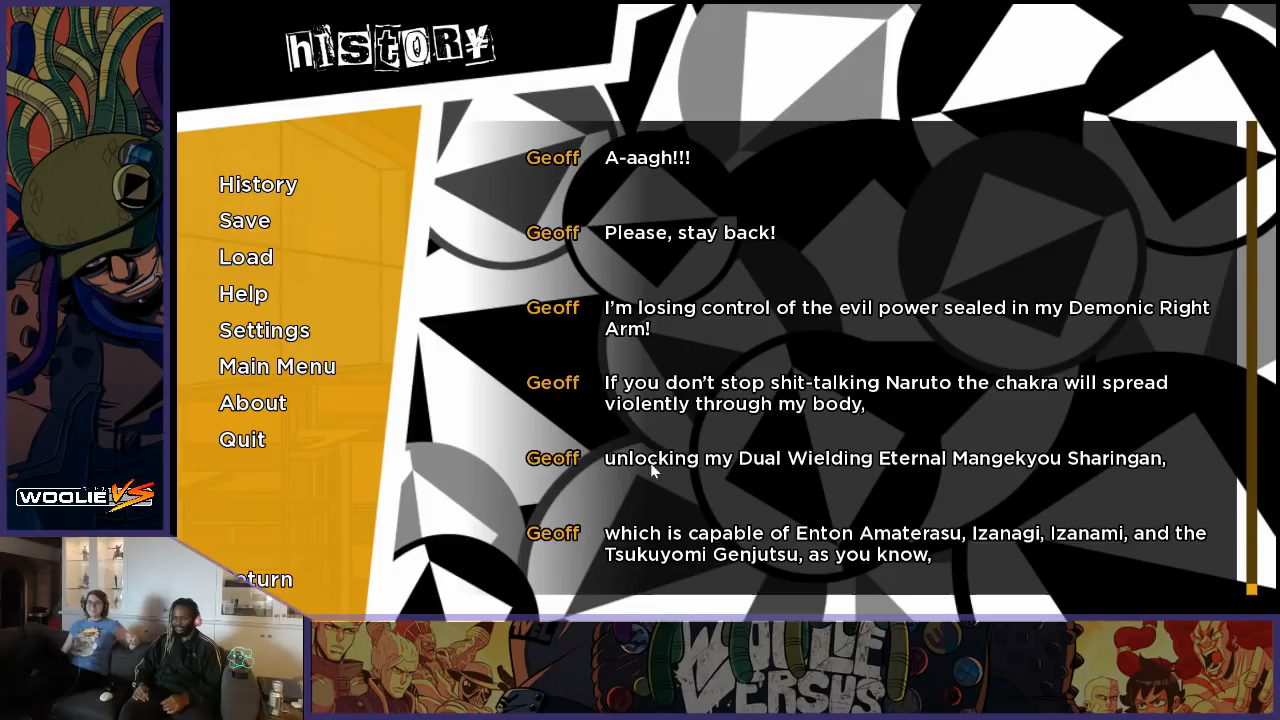 HISTORY
History
Save
Load
Help
Settings
Main Menu
About
Quit
eturn
Geoff A-aagh!!!
Geoff Please, stay back!
Geoff I'm losing control of the evil power sealed in my Demonic Right
Arm!
Geoff If you don't stop shit-talking Naruto the chakra will spread
violently through my body,
Geoff unlocking my Dual Wielding Eternal Mangekyou Sharingan,
Geoff which is capable of Enton Amaterasu, Izanagi, Izanami, and the
Tsukuyomi Genjutsu, as you know,
WOOLIE VS
WOOLIE
VERSUS